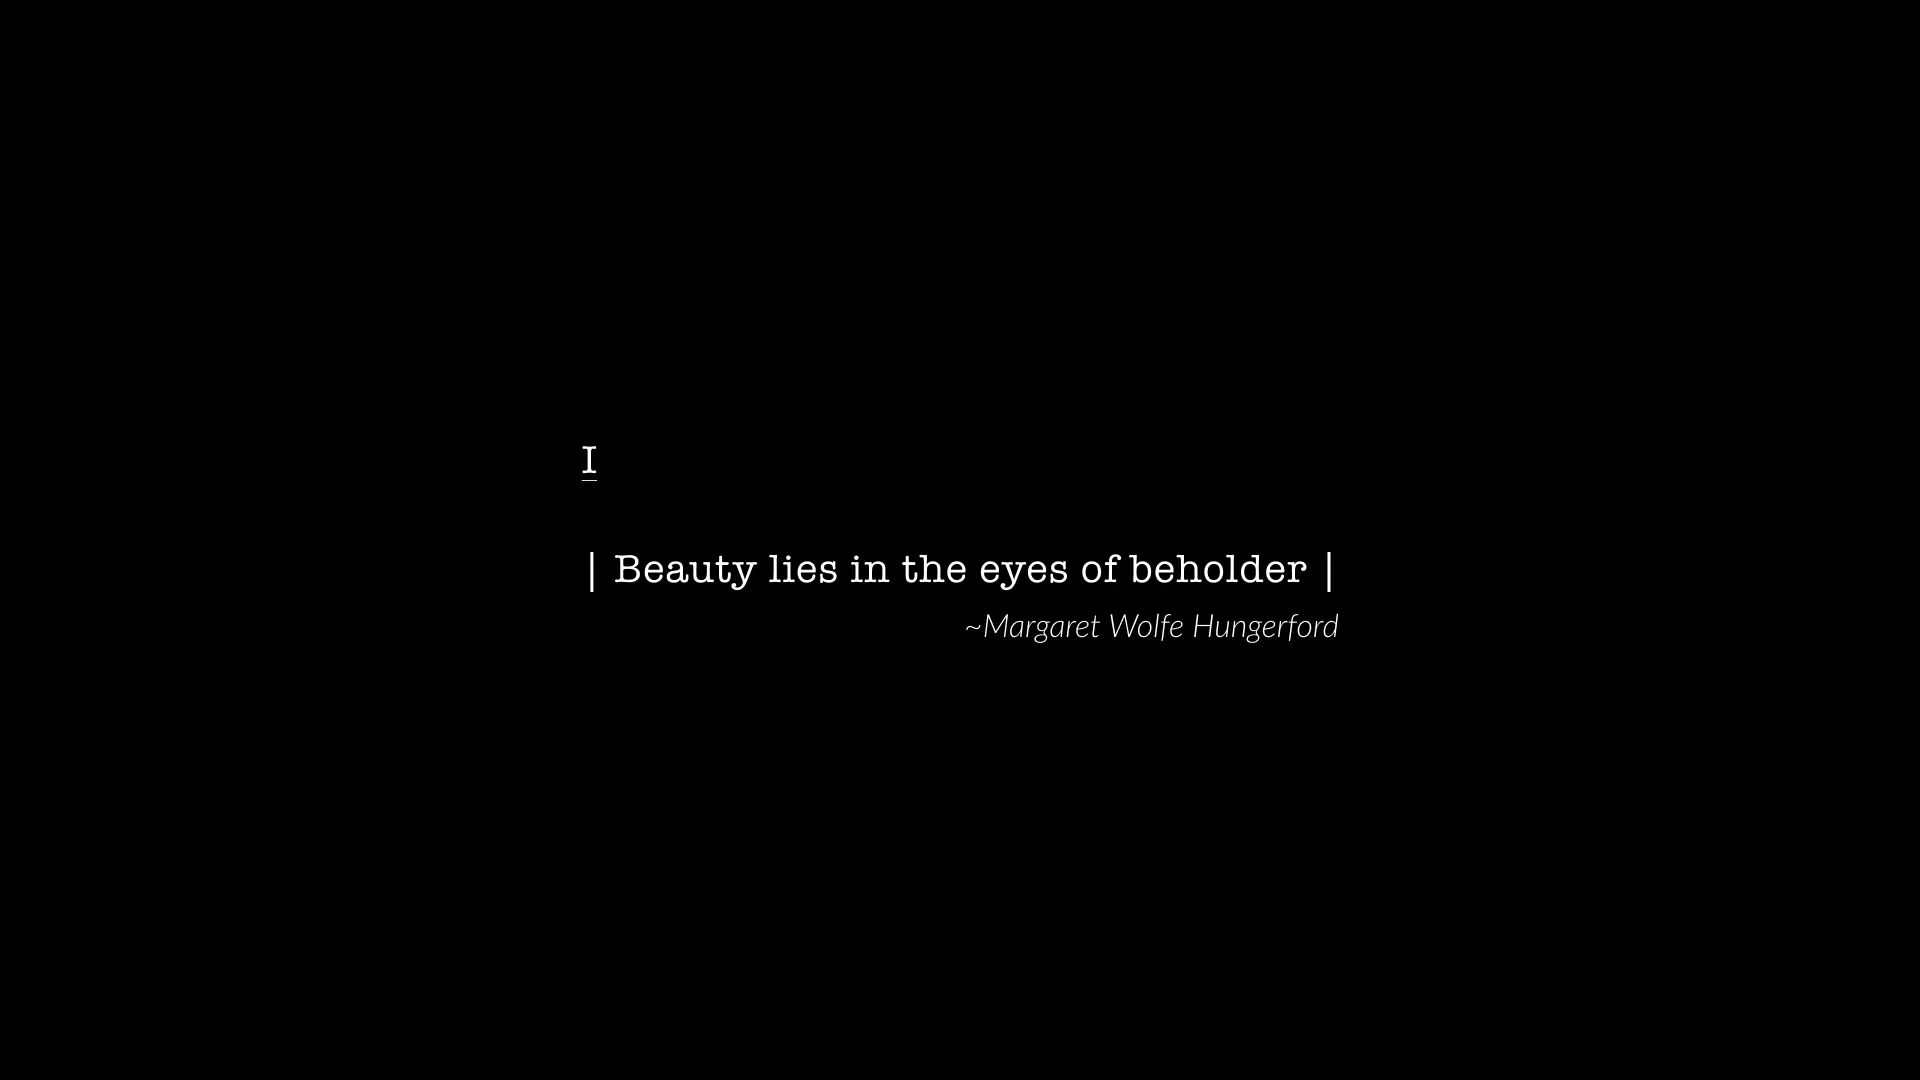 I
| Beauty lies in the eyes of beholder |
~Margaret Wolfe Hungerford